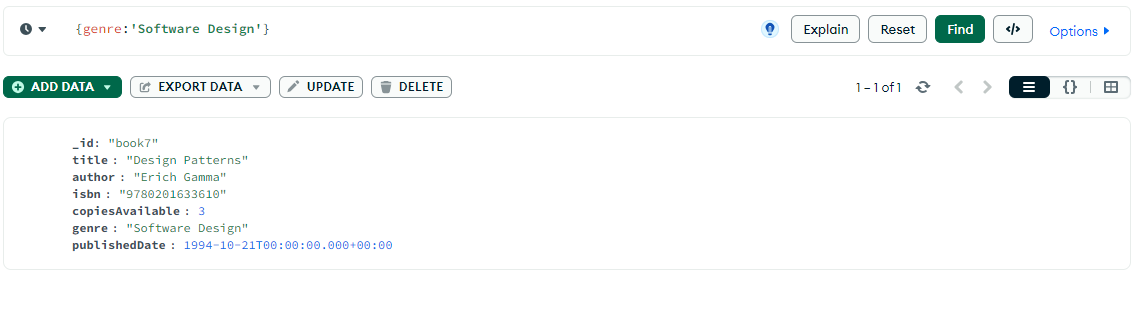 {genre:'Software Design'}
Explain
Reset
Find
</>
Options
ADD DATA
EXPORT DATA
UPDATE
DELETE
1 – 1 of 1
{}
_id: "book7"
title : "Design Patterns"
author : "Erich Gamma"
isbn : "9780201633610"
copiesAvailable : 3
genre : "Software Design"
publishedDate : 1994-10-21T00:00:00.000+00:00